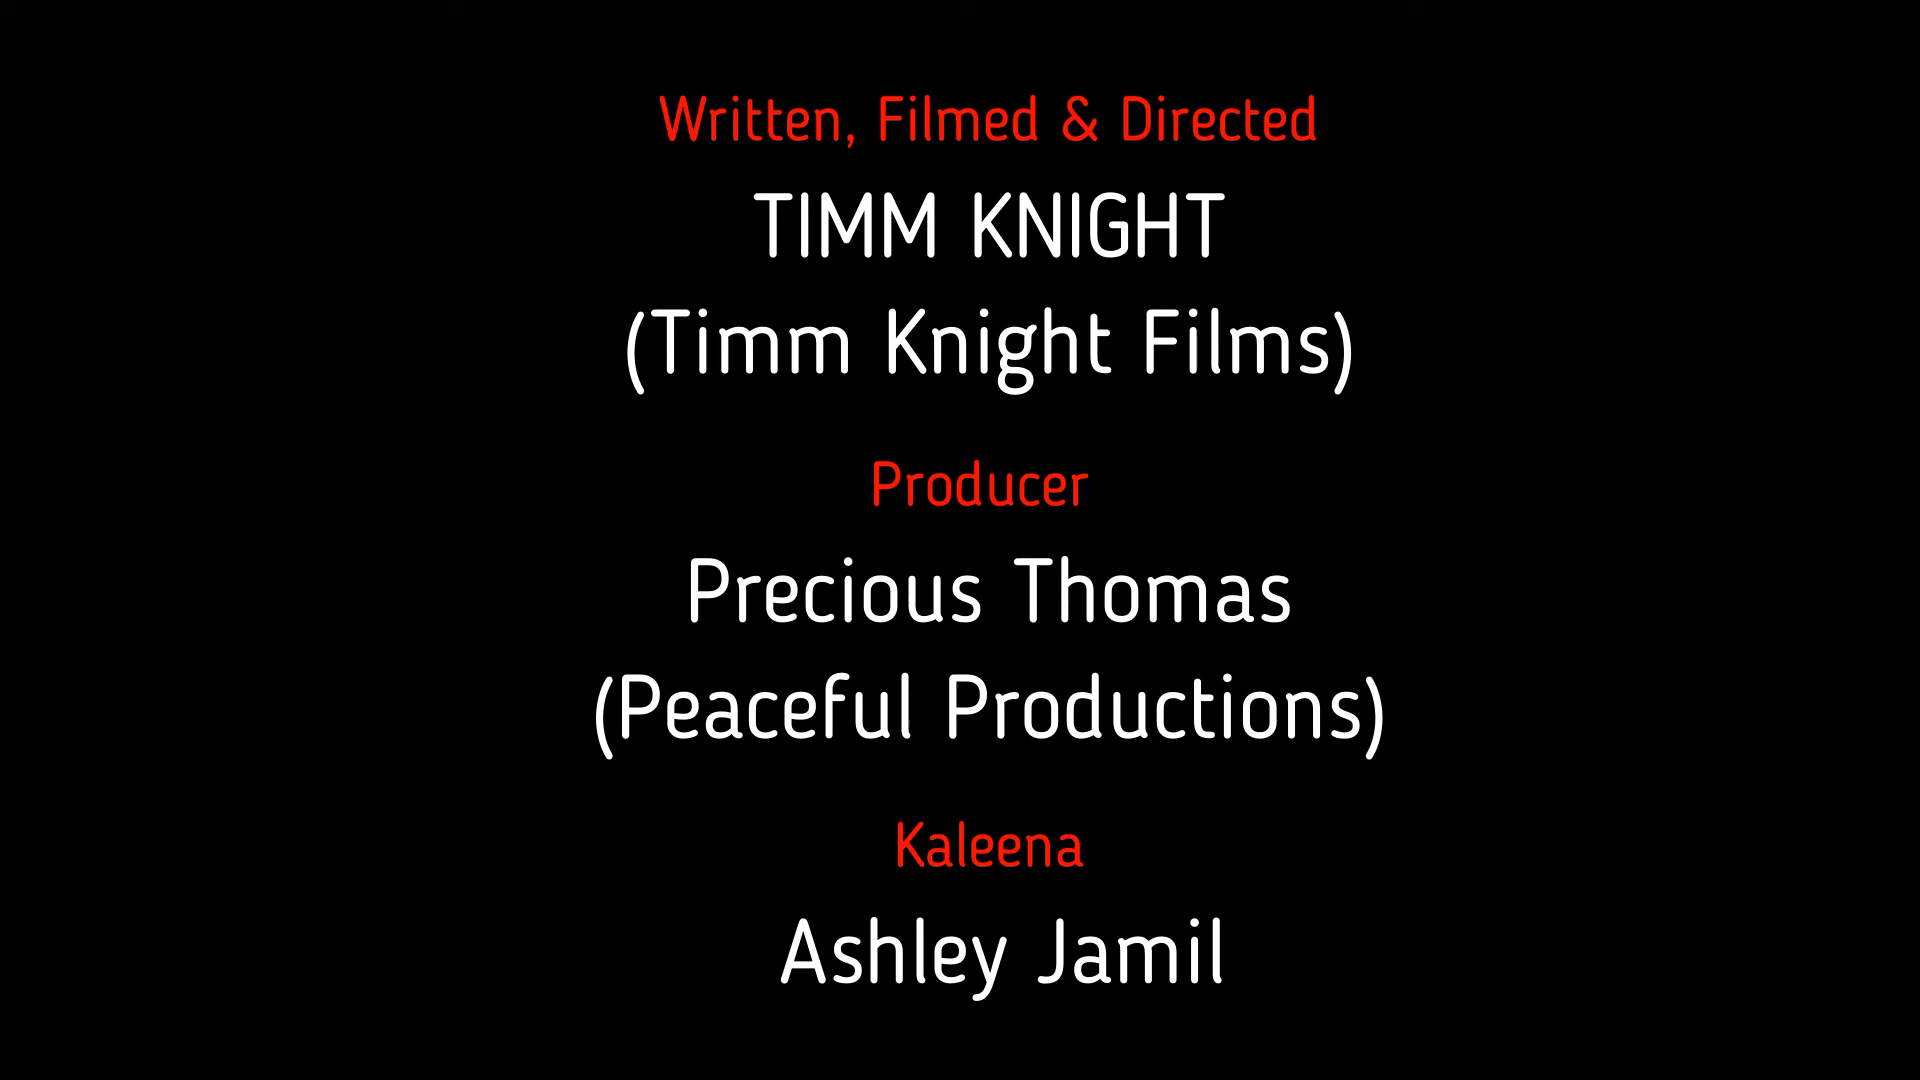 Written, Filmed & Directed
TIMM KNIGHT
(Timm Knight Films)
Producer
Precious Thomas
(Peaceful Productions)
Kaleena
Ashley Jamil